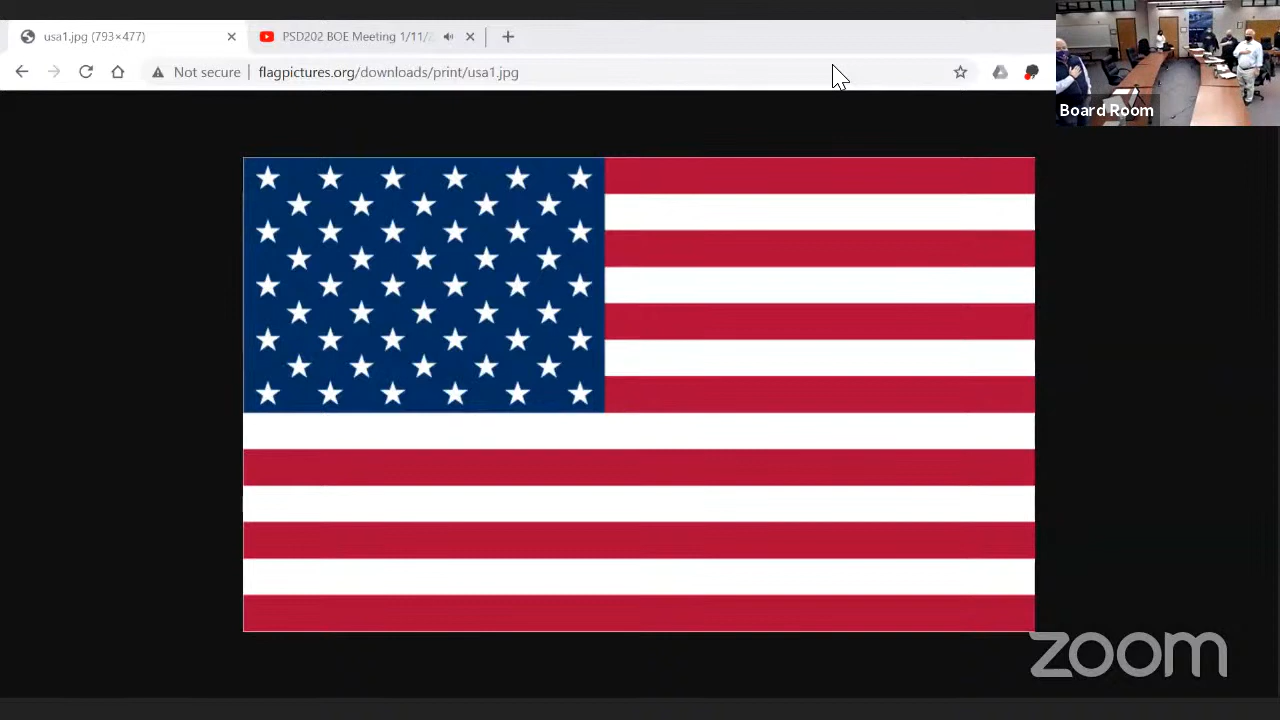 usa1.jpg (793×477)
PSD202 BOE Meeting 1/11/2
Not secure | flagpictures.org/downloads/print/usa1.jpg
Board Room
zoom